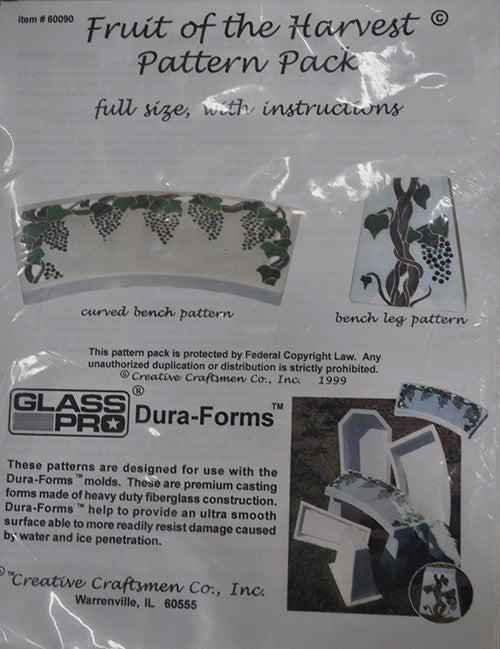 item # 60090
Fruit of the Harvest ©
Pattern Pack
full size, with instructions
curved bench pattern
bench leg pattern
This pattern pack is protected by Federal Copyright Law. Any
unauthorized duplication or distribution is strictly prohibited.
© Creative Craftsmen Co., Inc. 1999
GLASS PRO ® Dura-Forms™
These patterns are designed for use with the
Dura-Forms™ molds. These are premium casting
forms made of heavy duty fiberglass construction.
Dura-Forms™ help to provide an ultra smooth
surface able to more readily resist damage caused
by water and ice penetration.
©™Creative Craftsmen Co., Inc.
Warrenville, IL 60555